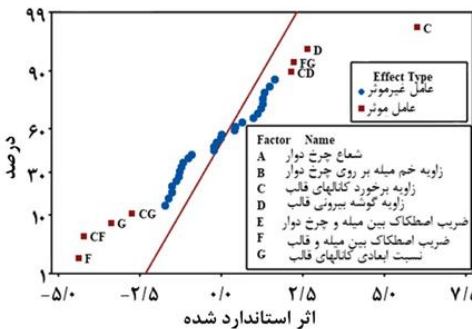 ۹۹
C
D
FG
CD
۹۰
Effect Type
عامل غیرموثر
عامل موثر
درصد
۶۰
Factor Name
A شعاع چرخ دوار
B زاویه خم میله بر روی چرخ دوار
C زاویه برخورد کانالهای قالب
D زاویه گوشه بیرونی قالب
E ضریب اصطکاک بین میله و چرخ دوار
F ضریب اصطکاک بین میله و قالب
G نسبت ابعادی کانالهای قالب
۳۰
۱۰
CG
G
CF
F
۱
-۵/۰ -۲/۵ ۰/۰ ۲/۵ ۵/۰ ۷/۵
اثر استاندارد شده